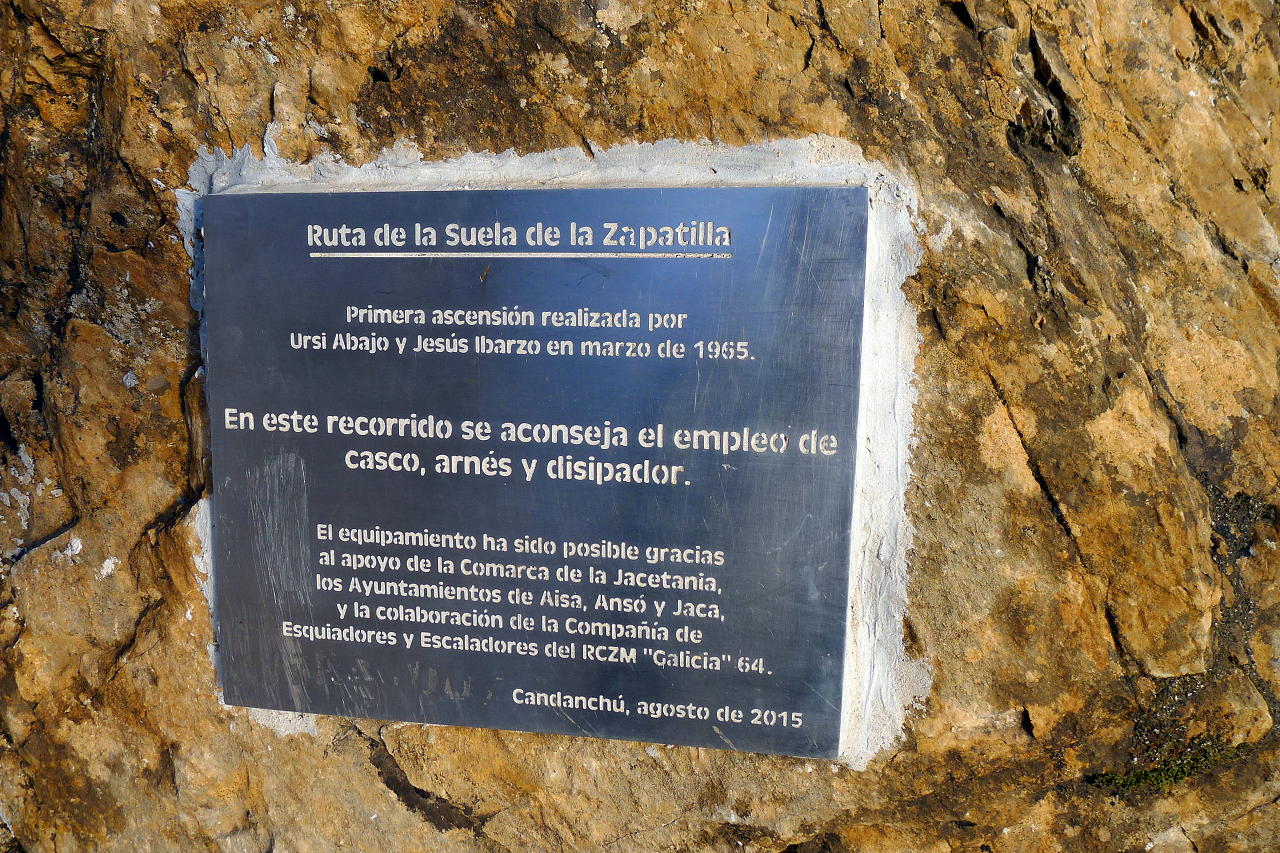 Ruta de la Suela de la Zapatilla
Primera ascensión realizada por
Ursi Abajo y Jesús Ibarzo en marzo de 1965.
En este recorrido se aconseja el empleo de
casco, arnés y disipador.
El equipamiento ha sido posible gracias
al apoyo de la Comarca de la Jacetania,
los Ayuntamientos de Aisa, Ansó y Jaca,
y la colaboración de la Compañía de
Esquiadores y Escaladores del RCZM "Galicia" 64.
Candanchú, agosto de 2015